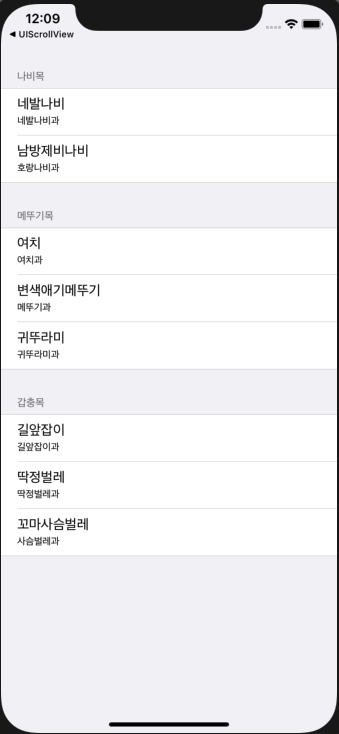 12:09
◀ UIScrollView
나비목
네발나비
네발나비과
남방제비나비
호랑나비과
메뚜기목
여치
여치과
변색애기메뚜기
메뚜기과
귀뚜라미
귀뚜라미과
갑충목
길앞잡이
길앞잡이과
딱정벌레
딱정벌레과
꼬마사슴벌레
사슴벌레과